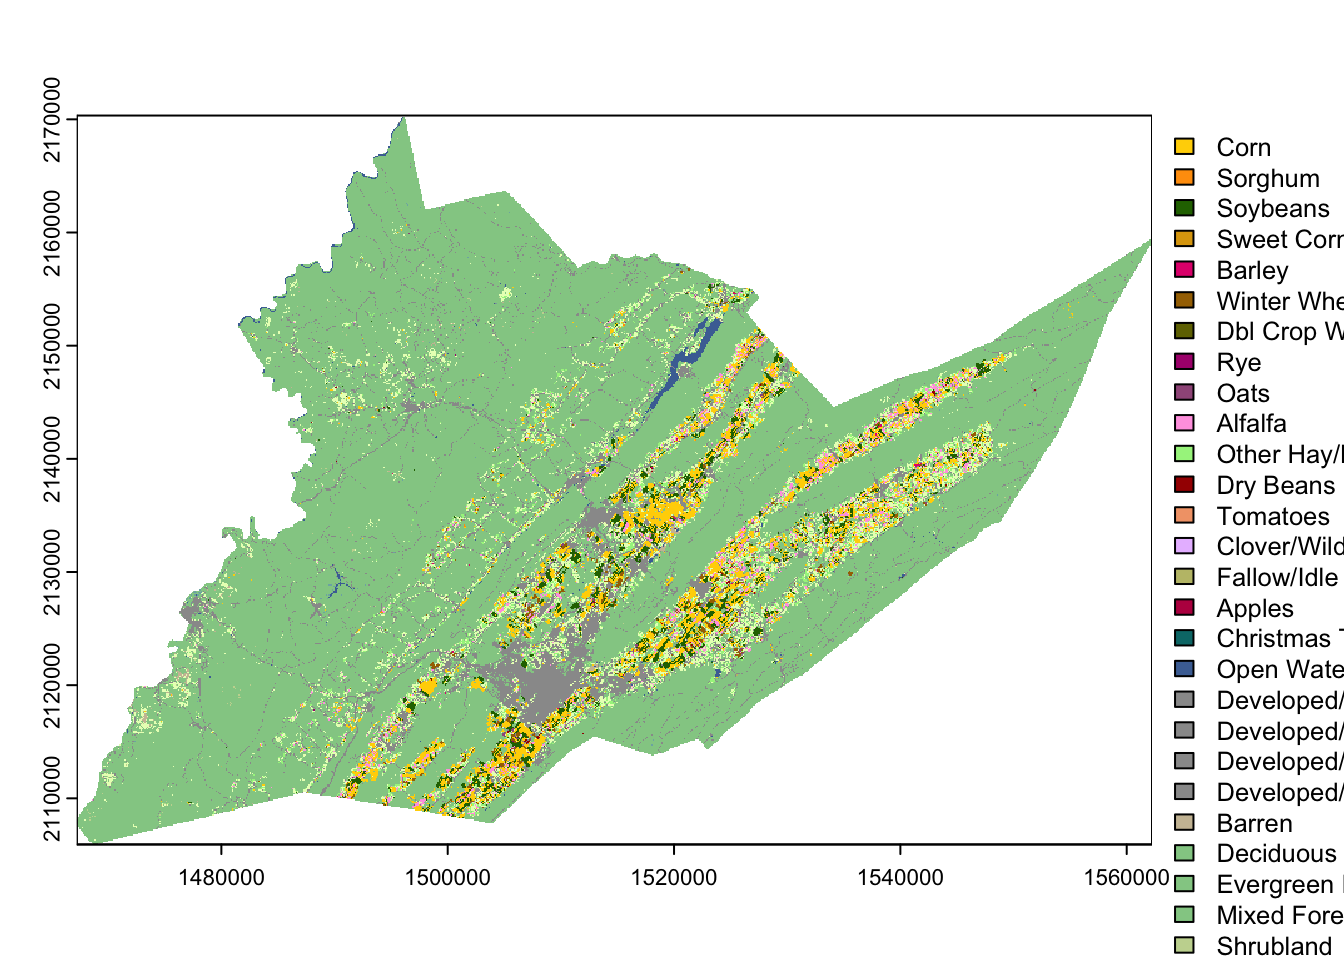 2170000
2160000
2150000
2140000
2130000
2120000
2110000
1480000
1500000
1520000
1540000
1560000
Corn
Sorghum
Soybeans
Sweet Corn
Barley
Winter Whe
Dbl Crop W
Rye
Oats
Alfalfa
Other Hay/
Dry Beans
Tomatoes
Clover/Wild
Fallow/Idle
Apples
Christmas T
Open Wate
Developed/
Developed/
Developed/
Developed/
Barren
Deciduous
Evergreen
Mixed Fore
Shrubland